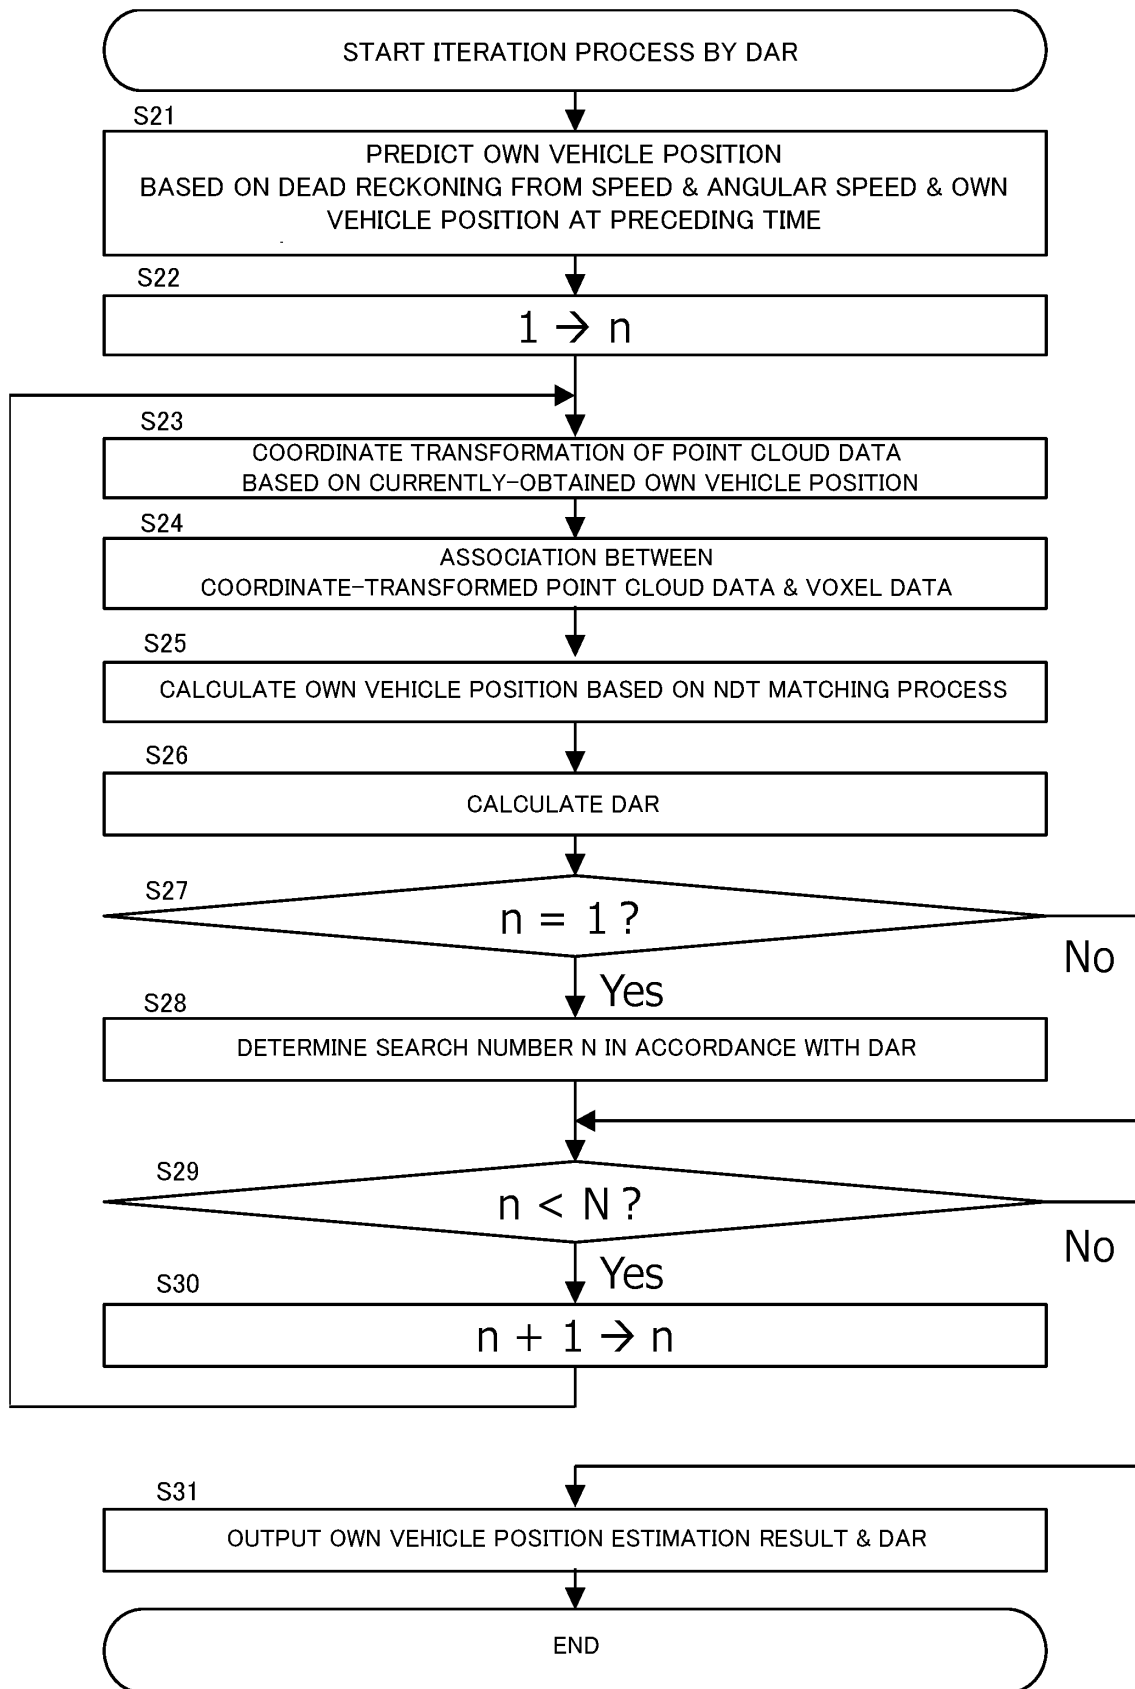 START ITERATION PROCESS BY DAR
S21
PREDICT OWN VEHICLE POSITION
BASED ON DEAD RECKONING FROM SPEED & ANGULAR SPEED & OWN
VEHICLE POSITION AT PRECEDING TIME
S22
1 → n
S23
COORDINATE TRANSFORMATION OF POINT CLOUD DATA
BASED ON CURRENTLY-OBTAINED OWN VEHICLE POSITION
S24
ASSOCIATION BETWEEN
COORDINATE-TRANSFORMED POINT CLOUD DATA & VOXEL DATA
S25
CALCULATE OWN VEHICLE POSITION BASED ON NDT MATCHING PROCESS
S26
CALCULATE DAR
S27
n = 1 ?
No
Yes
S28
DETERMINE SEARCH NUMBER N IN ACCORDANCE WITH DAR
S29
n < N ?
No
Yes
S30
n + 1 → n
S31
OUTPUT OWN VEHICLE POSITION ESTIMATION RESULT & DAR
END